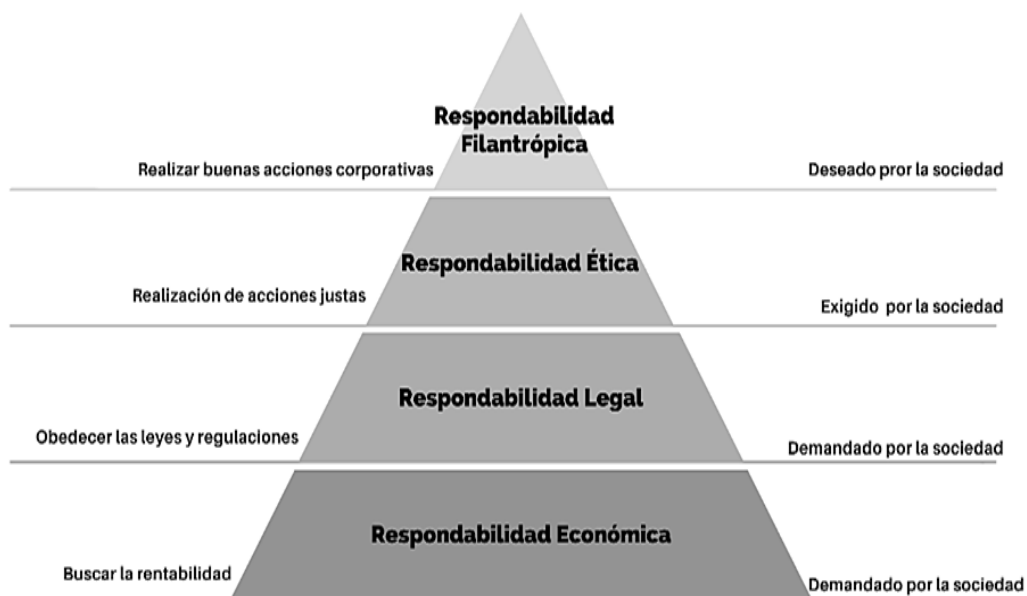 Respondabilidad
Filantrópica
Realizar buenas acciones corporativas
Deseado pror la sociedad
Respondabilidad Ética
Realización de acciones justas
Exigido por la sociedad
Respondabilidad Legal
Obedecer las leyes y regulaciones
Demandado por la sociedad
Respondabilidad Económica
Buscar la rentabilidad
Demandado por la sociedad